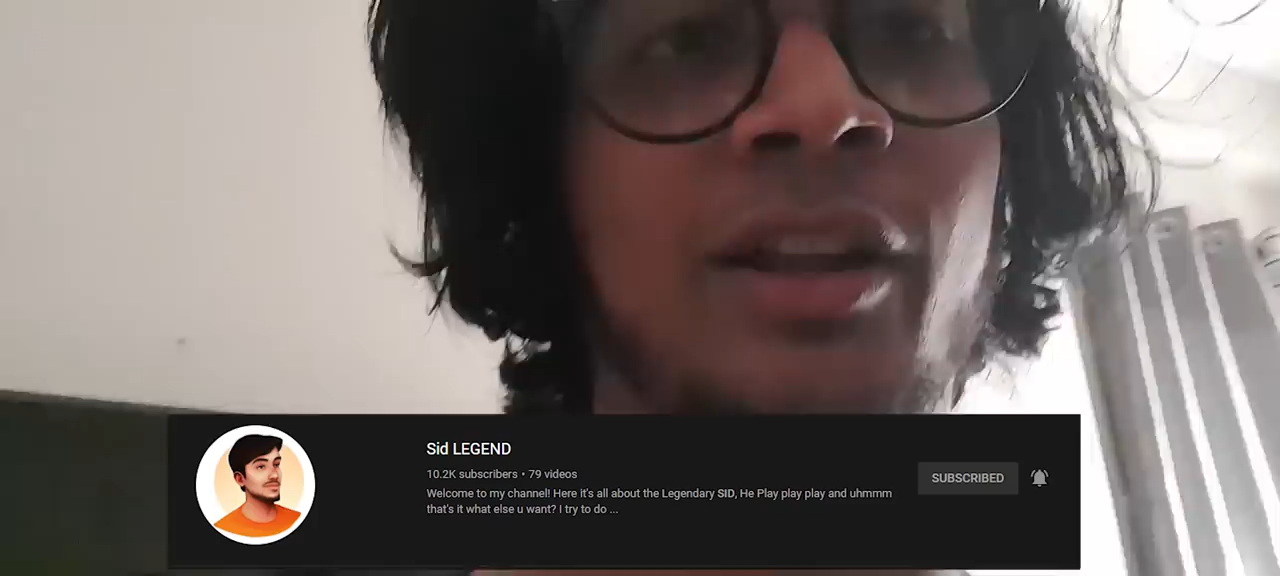 Sid LEGEND
10.2K subscribers • 79 videos
Welcome to my channel! Here it's all about the Legendary SID, He Play play play and uhmmm
that's it what else u want? I try to do ...
SUBSCRIBED